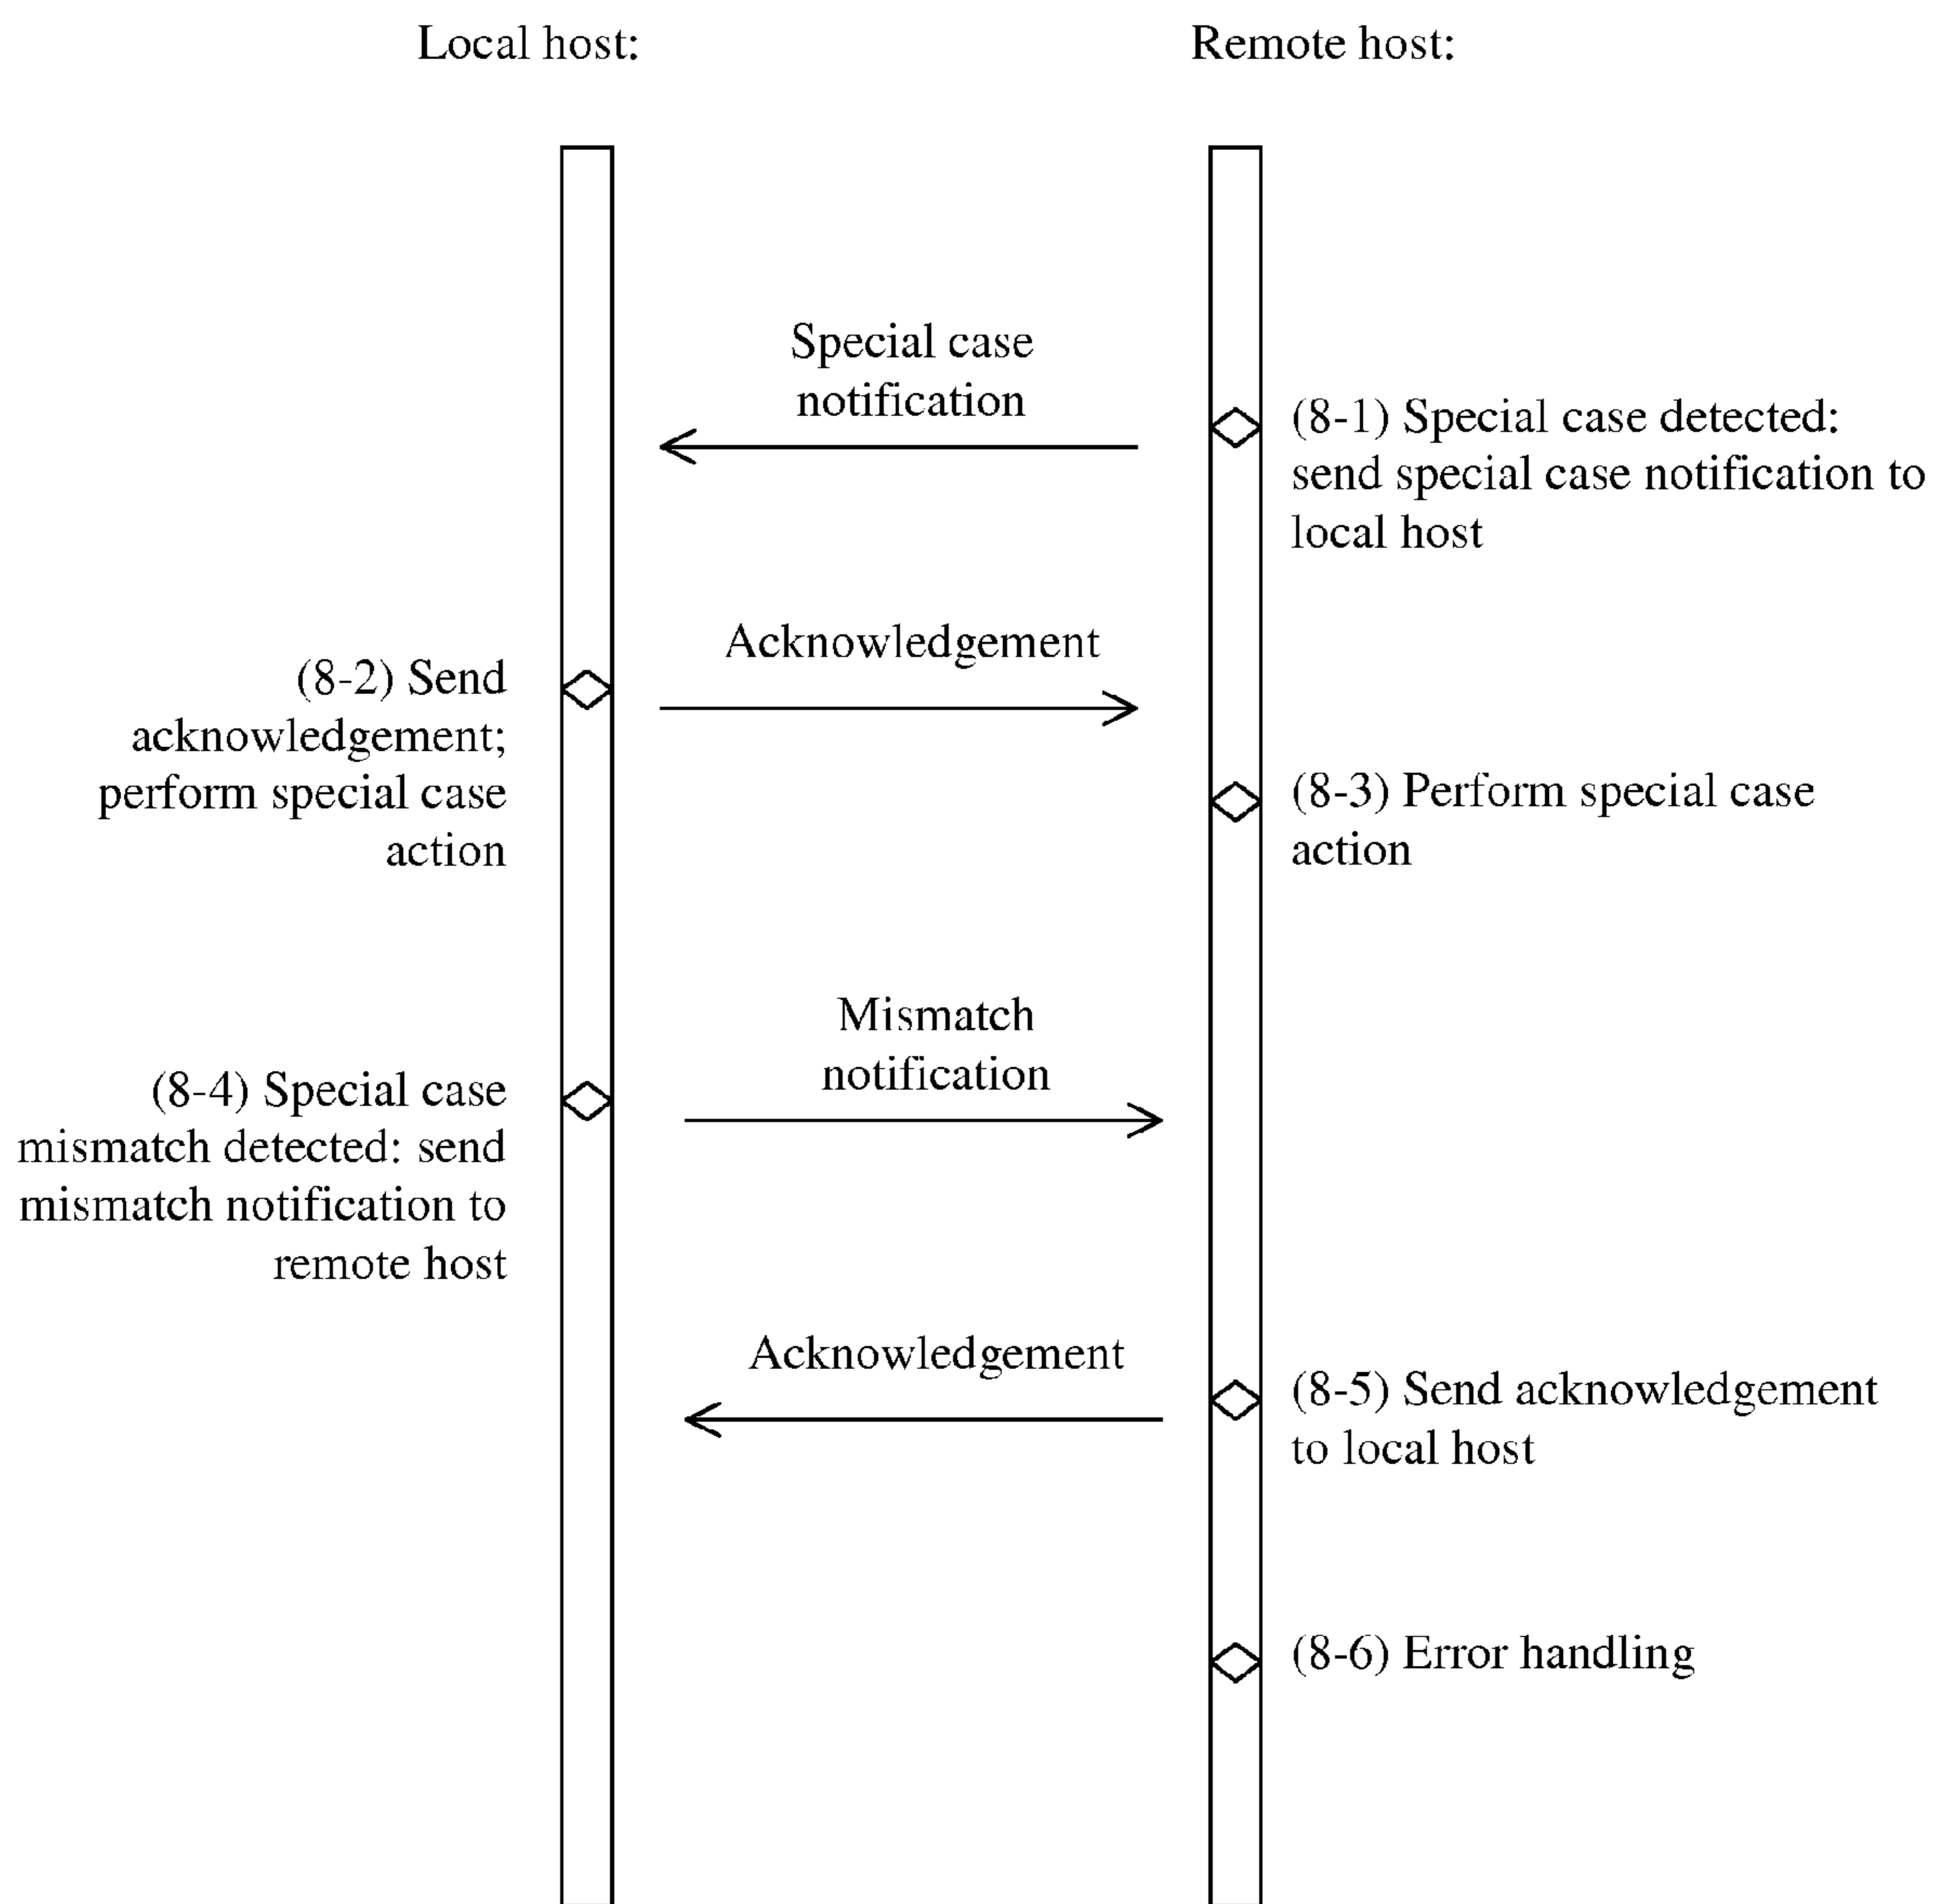 Local host:
Remote host:
Special case
notification
(8-1) Special case detected:
send special case notification to
local host
Acknowledgement
(8-2) Send
acknowledgement;
perform special case
action
(8-3) Perform special case
action
Mismatch
notification
(8-4) Special case
mismatch detected: send
mismatch notification to
remote host
Acknowledgement
(8-5) Send acknowledgement
to local host
(8-6) Error handling